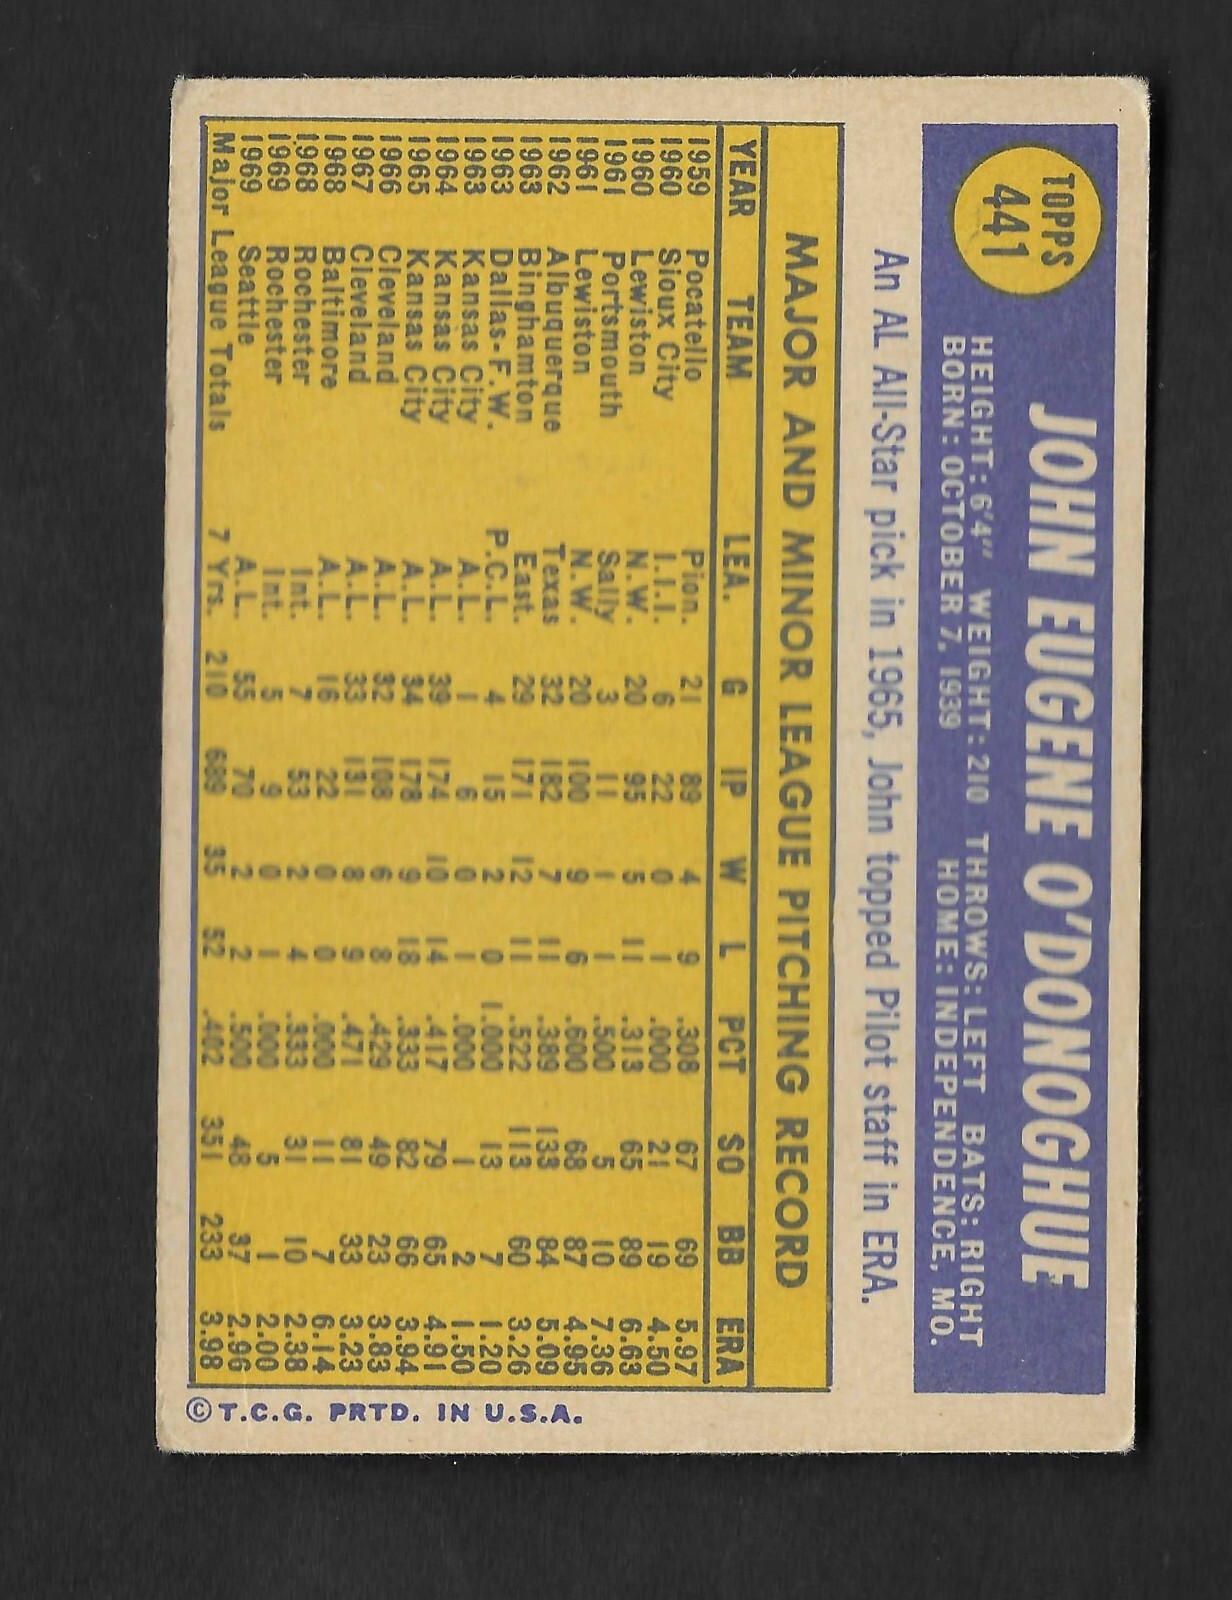 TOPPS
441
JOHN EUGENE O'DONOGHUE
HEIGHT: 6'4" WEIGHT: 210 THROWS: LEFT BATS: RIGHT
BORN: OCTOBER 7, 1939 HOME: INDEPENDENCE, MO.
An AL All-Star pick in 1965, John topped Pilot staff in ERA.
MAJOR AND MINOR LEAGUE PITCHING RECORD
YEAR TEAM LEA. G IP W L PCT SO BB ERA
1959 Pocatello Pion. 21 89 4 9 .308 67 69 5.97
1960 Sioux City I.I.I. 6 22 0 1 .000 21 19 4.50
1960 Lewiston N.W. 20 95 5 11 .313 65 89 6.63
1961 Portsmouth Sally 3 11 1 1 .500 5 10 7.36
1961 Lewiston N.W. 20 100 9 6 .600 68 87 4.95
1962 Albuquerque Texas 32 182 7 11 .389 133 84 5.09
1963 Binghamton East. 29 171 12 11 .522 113 60 3.26
1963 Dallas-F.W. P.C.L. 4 15 2 0 1.000 13 7 1.20
1963 Kansas City A.L. 1 6 0 1 .000 1 2 1.50
1964 Kansas City A.L. 39 174 10 14 .417 79 65 4.91
1965 Kansas City A.L. 34 178 9 18 .333 82 66 3.94
1966 Cleveland A.L. 32 108 6 8 .429 49 23 3.83
1967 Cleveland A.L. 33 131 8 9 .471 81 33 3.23
1968 Baltimore A.L. 16 22 0 0 .000 11 7 6.14
1968 Rochester Int. 7 53 2 4 .333 31 10 2.38
1969 Rochester Int. 5 9 0 1 .000 5 1 2.00
1969 Seattle A.L. 55 70 2 2 .500 48 37 2.96
Major League Totals 7 Yrs. 210 689 35 52 .402 351 233 3.98
© T.C.G. PRTD. IN U.S.A.